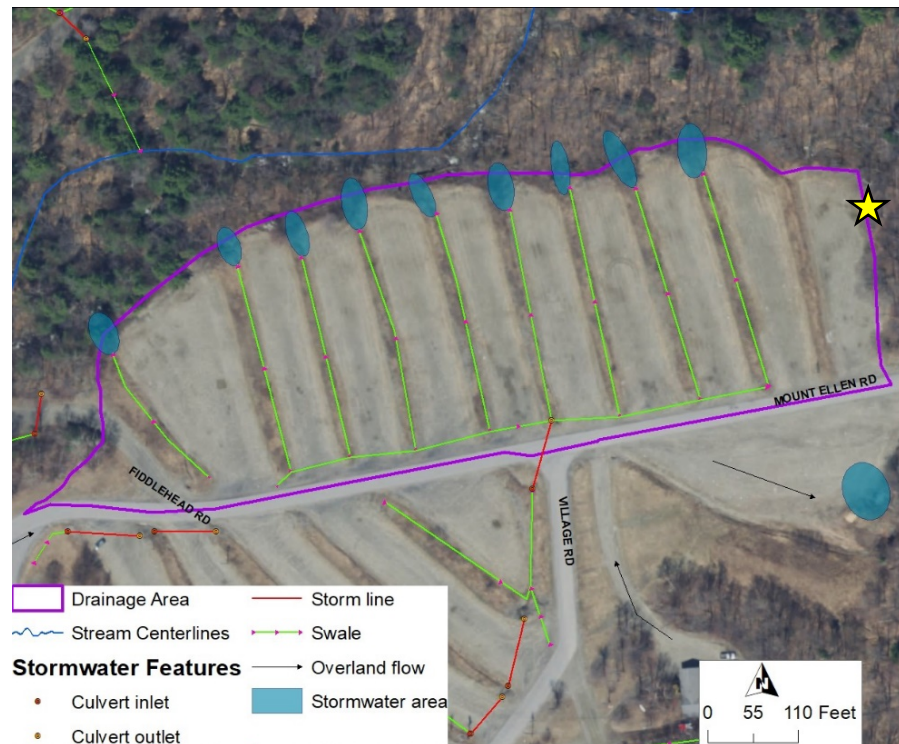 MOUNT ELLEN RD
FIDDLEHEAD RD
VILLAGE RD
Drainage Area
Stream Centerlines
Stormwater Features
Culvert inlet
Culvert outlet
Storm line
Swale
Overland flow
Stormwater area
N
0 55 110 Feet